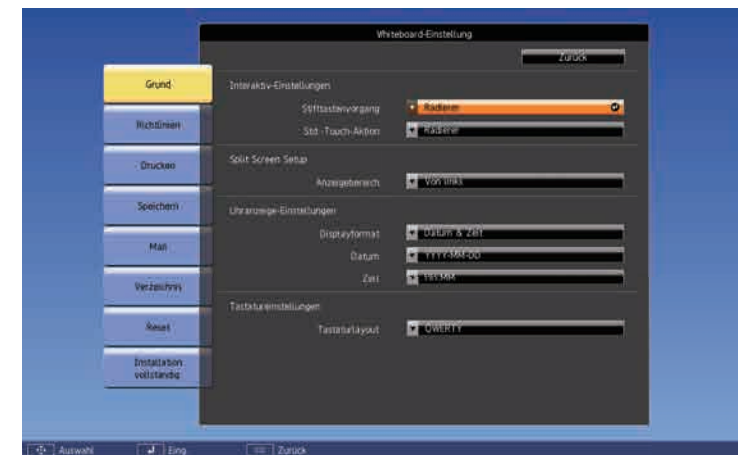 Whiteboard-Einstellung
Zurück
Grund
Richtlinien
Drucken
Speichern
Mail
Verzeichnis
Reset
Installation
vollständig
Interaktiv-Einstellungen
Stifttastenvorgang Radierer
Std.-Touch-Aktion Radierer
Split Screen Setup
Anzeigebereich Von links
Uhranzeige-Einstellungen
Displayformat Datum & Zeit
Datum YYYY-MM-DD
Zeit HH:MM
Tastatureinstellungen
Tastaturlayout QWERTY
Auswahl Eing. Zurück